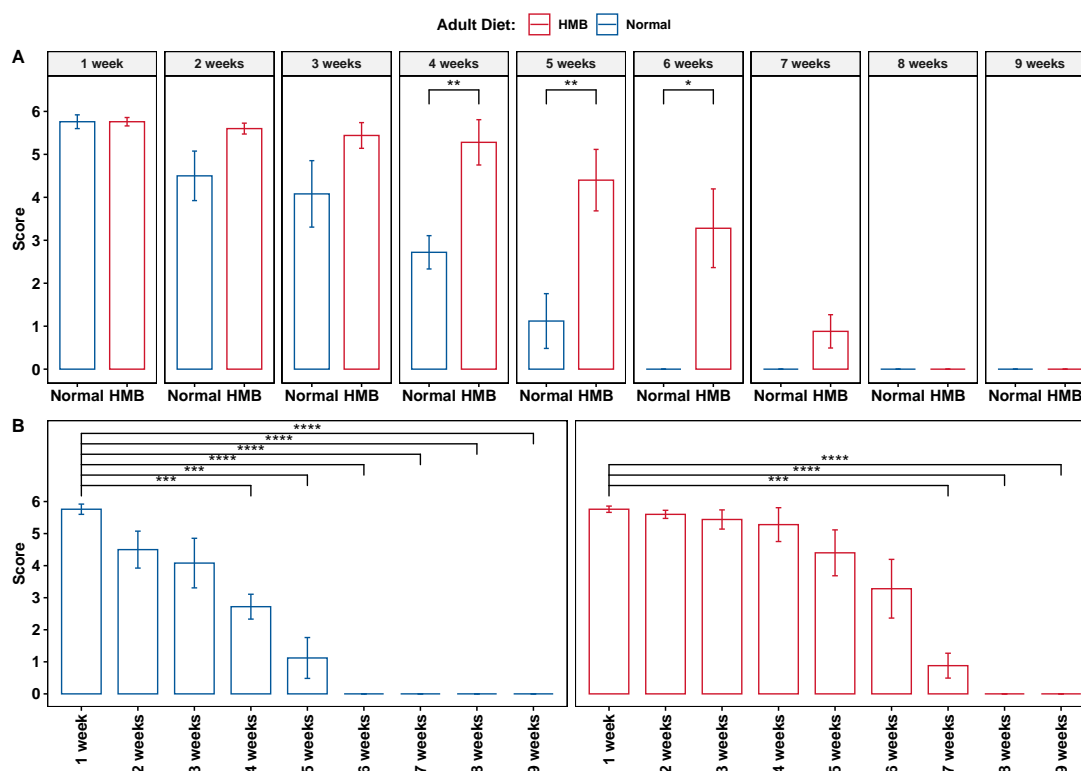 Adult Diet: HMB Normal
A
1 week 2 weeks 3 weeks 4 weeks 5 weeks 6 weeks 7 weeks 8 weeks 9 weeks
** ** *
Score
6
5
4
3
2
1
0
Normal HMB Normal HMB Normal HMB Normal HMB Normal HMB Normal HMB Normal HMB Normal HMB Normal HMB
B
****
****
****
****
***
***
****
****
***
Score
6
5
4
3
2
1
0
1 week 2 weeks 3 weeks 4 weeks 5 weeks 6 weeks 7 weeks 8 weeks 9 weeks
1 week 2 weeks 3 weeks 4 weeks 5 weeks 6 weeks 7 weeks 8 weeks 9 weeks